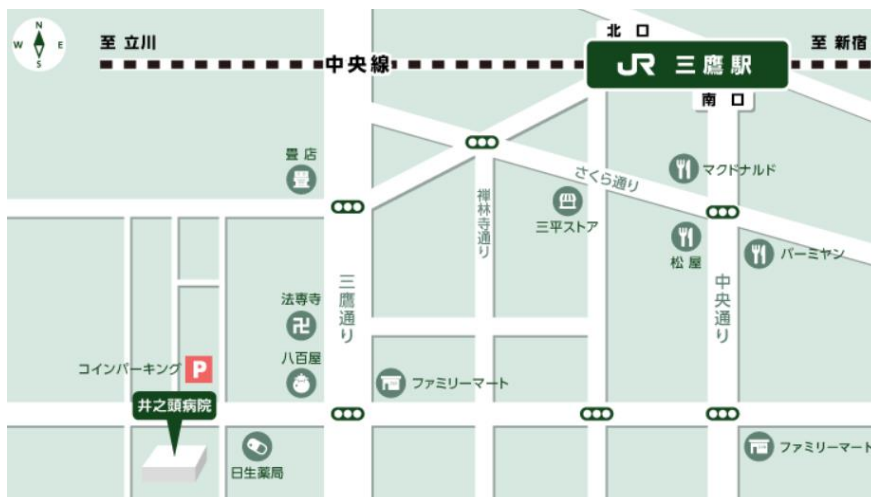 N
W E
S
至 立川
中央線
北 口
JR 三鷹駅
至 新宿
南 口
畳 店
畳
禅林寺通り
さくら通り
三平ストア
マクドナルド
松 屋
バーミヤン
三鷹通り
中央通り
法専寺
卍
八百屋
コインパーキング P
ファミリーマート
井之頭病院
日生薬局
ファミリーマート